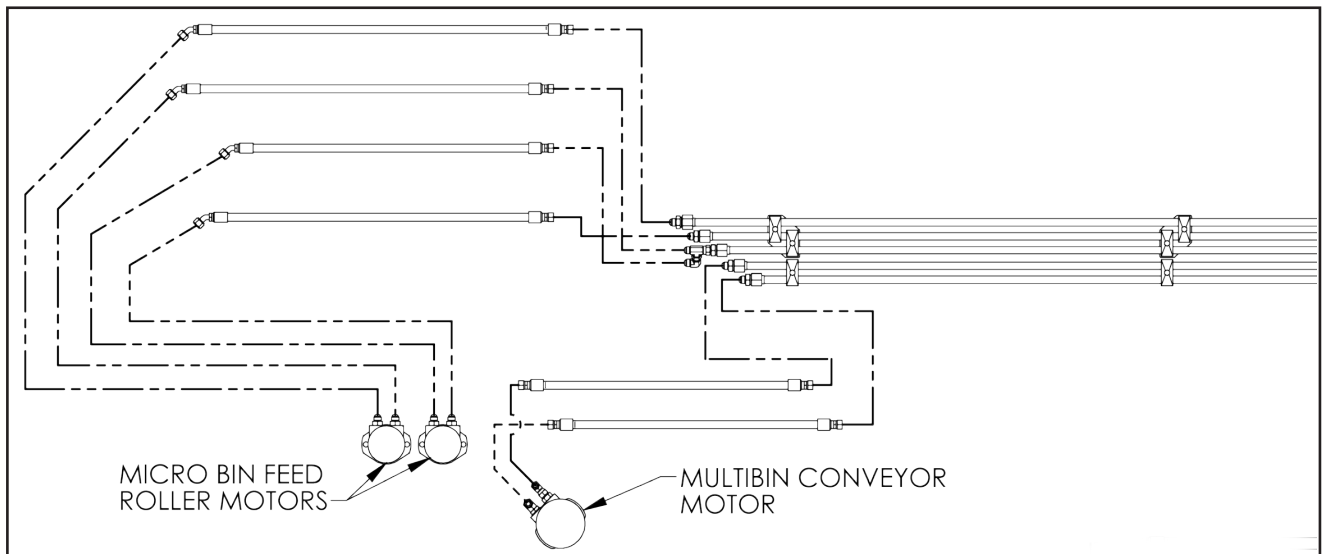 MICRO BIN FEED
ROLLER MOTORS
MULTIBIN CONVEYOR
MOTOR